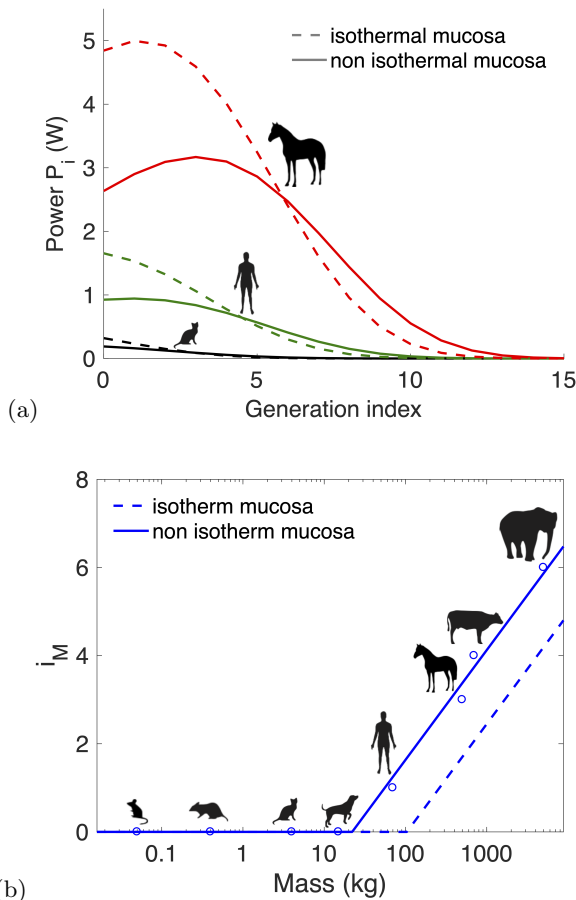 5
4
3
2
1
0
Power P_i (W)
isothermal mucosa
non isothermal mucosa
0
5
10
15
Generation index
(a)
8
6
4
2
0
i_M
isotherm mucosa
non isotherm mucosa
0.1
1
10
100
1000
Mass (kg)
(b)